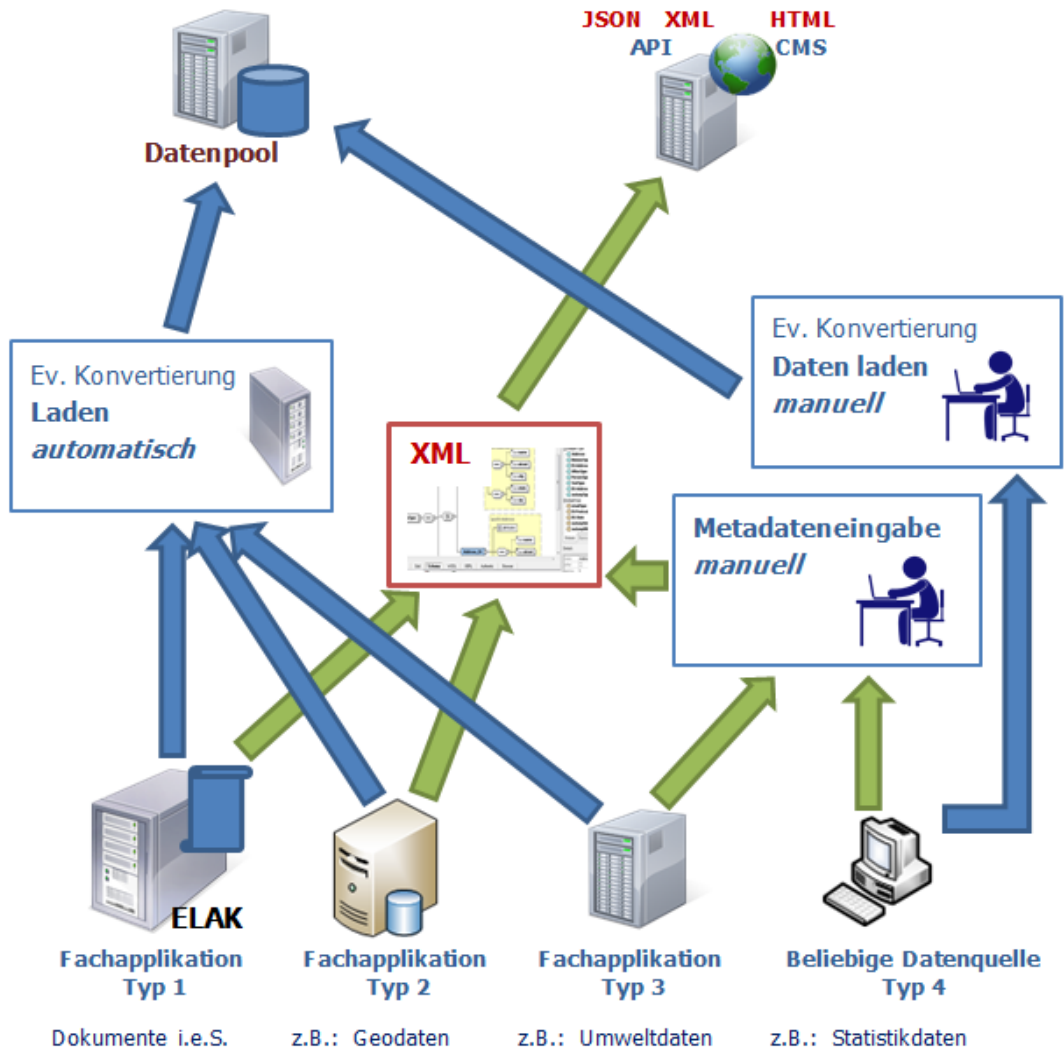 JSON XML HTML
API CMS
Datenpool
Ev. Konvertierung
Laden
automatisch
Ev. Konvertierung
Daten laden
manuell
XML
Metadateneingabe
manuell
ELAK
Fachapplikation
Typ 1
Fachapplikation
Typ 2
Fachapplikation
Typ 3
Beliebige Datenquelle
Typ 4
Dokumente i.e.S.
z.B.: Geodaten
z.B.: Umweltdaten
z.B.: Statistikdaten